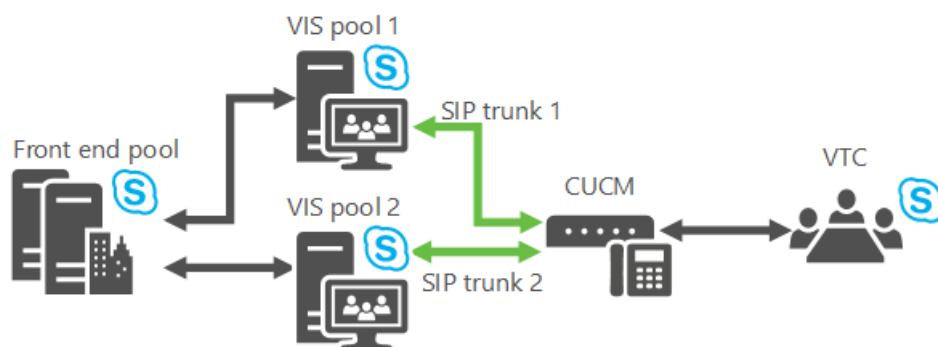 VIS pool 1
SIP trunk 1
Front end pool
VTC
CUCM
VIS pool 2
SIP trunk 2
S
S
S
S